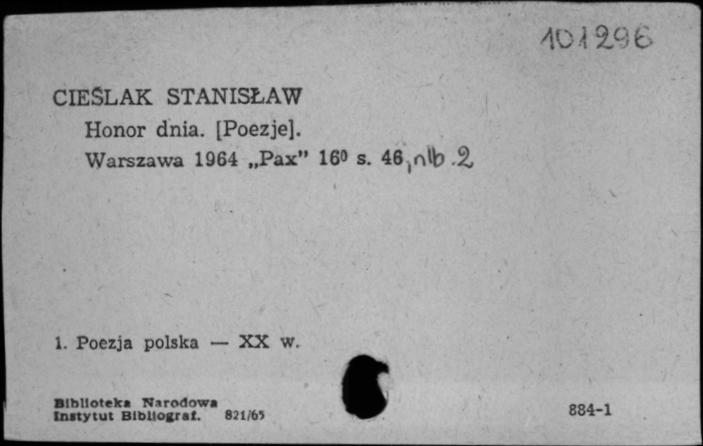 101296
CIEŚLAK STANISŁAW
Honor dnia. [Poezje].
Warszawa 1964 „Pax” 16⁰ s. 46, nlb. 2
1. Poezja polska — XX w.
Biblioteka Narodowa
Instytut Bibliograf. 821/65
884-1